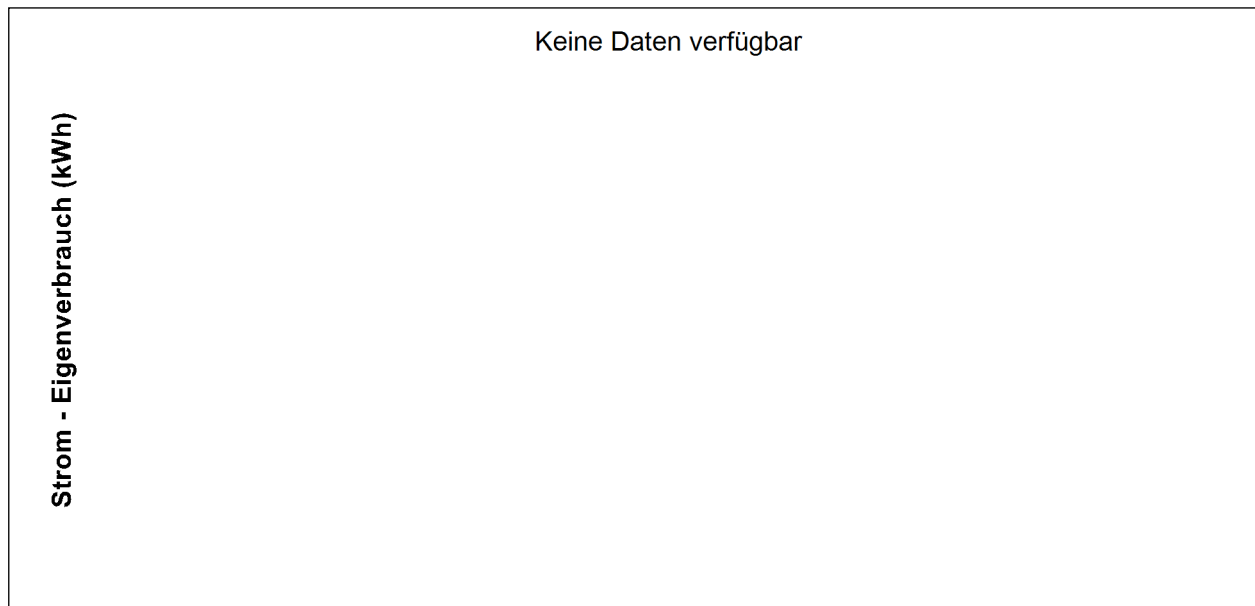 Keine Daten verfügbar
Strom - Eigenverbrauch (kWh)